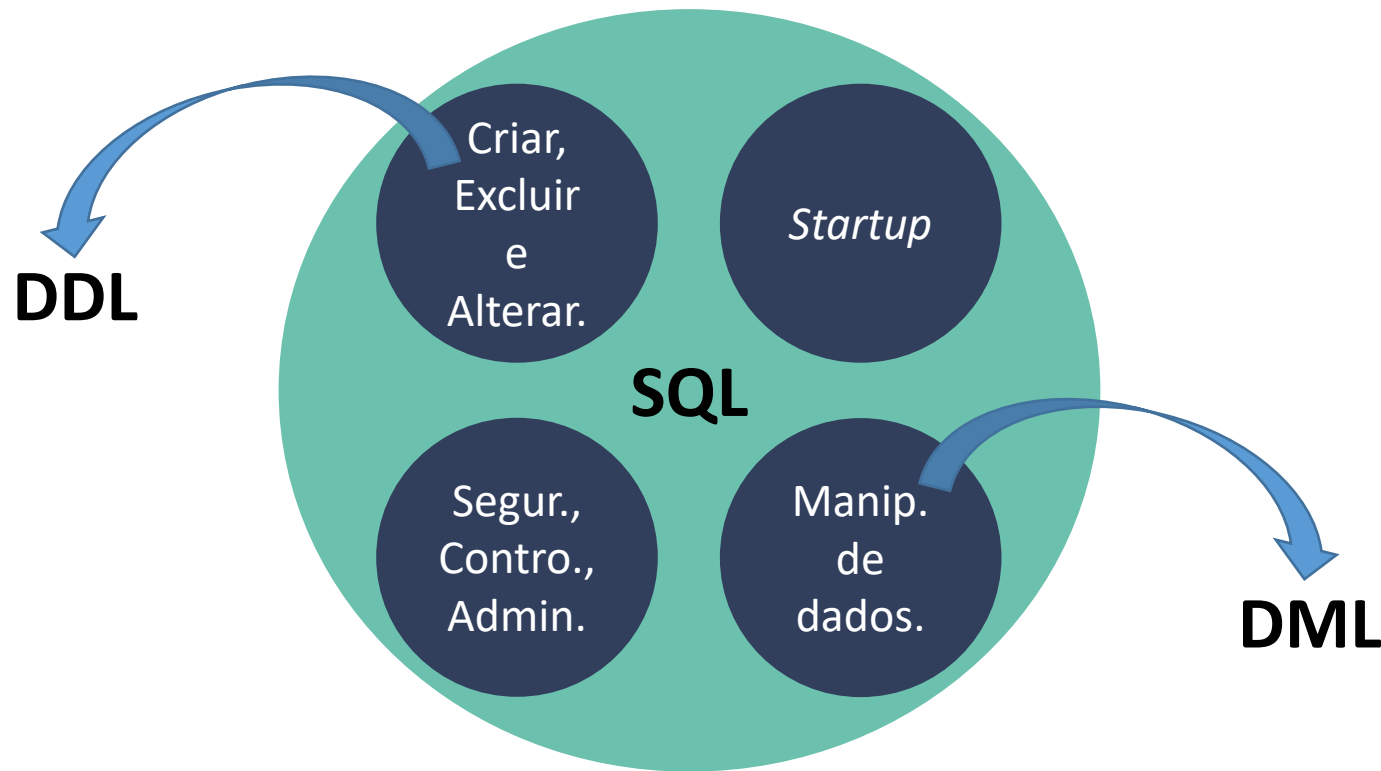 Criar,
Excluir
e
Alterar.
Startup
DDL
SQL
Segur.,
Contro.,
Admin.
Manip.
de
dados.
DML